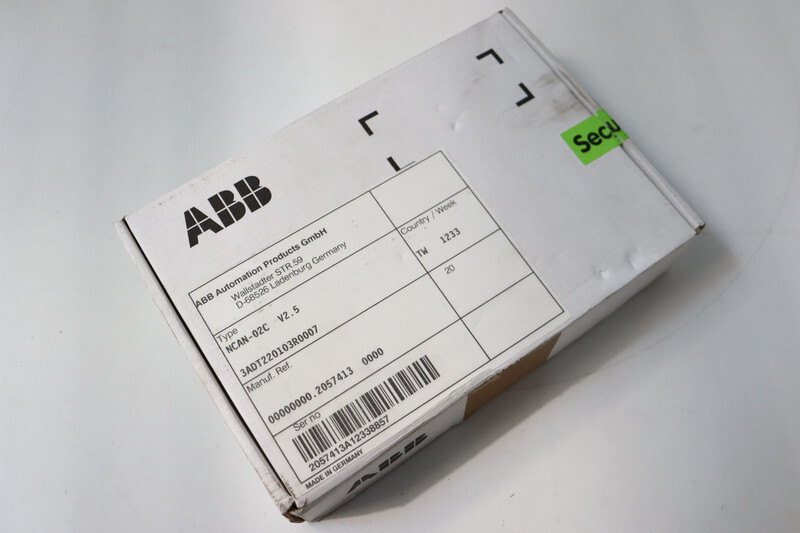 ABB
Secu
ABB Automation Products GmbH
Wallstadter STR.59
D-68526 Ladenburg Germany
Country / Week
TW 1233
Type
NCAN-02C V2.5
20
3ADT220103R0007
Manuf. Ref.
00000000.2057413 0000
Ser no
2057413A12338857
MADE IN GERMANY
ABB